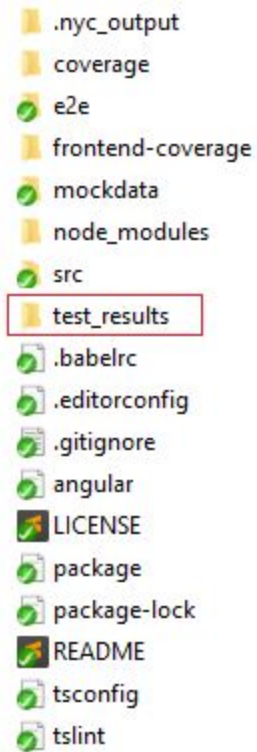 .nyc_output
coverage
e2e
frontend-coverage
mockdata
node_modules
src
test_results
.babelrc
.editorconfig
.gitignore
angular
LICENSE
package
package-lock
README
tsconfig
tslint